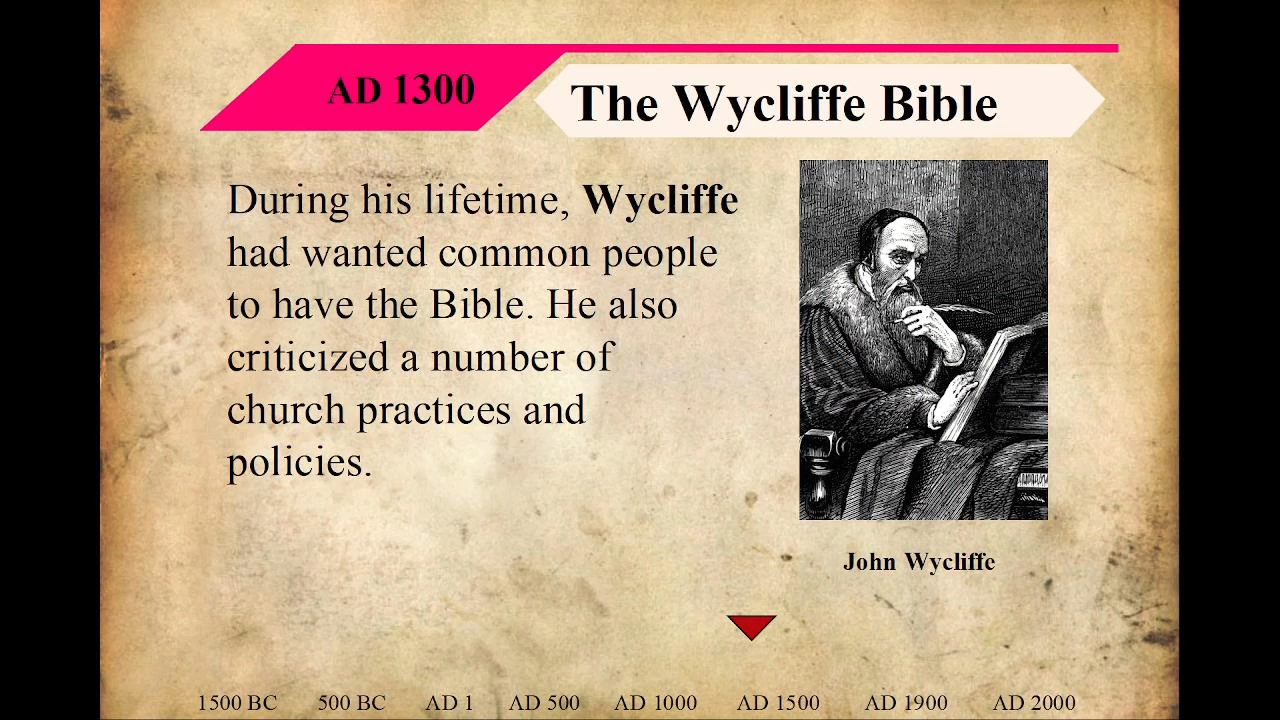 AD 1300
The Wycliffe Bible
During his lifetime, Wycliffe
had wanted common people
to have the Bible. He also
criticized a number of
church practices and
policies.
John Wycliffe
1500 BC 500 BC AD 1 AD 500 AD 1000 AD 1500 AD 1900 AD 2000